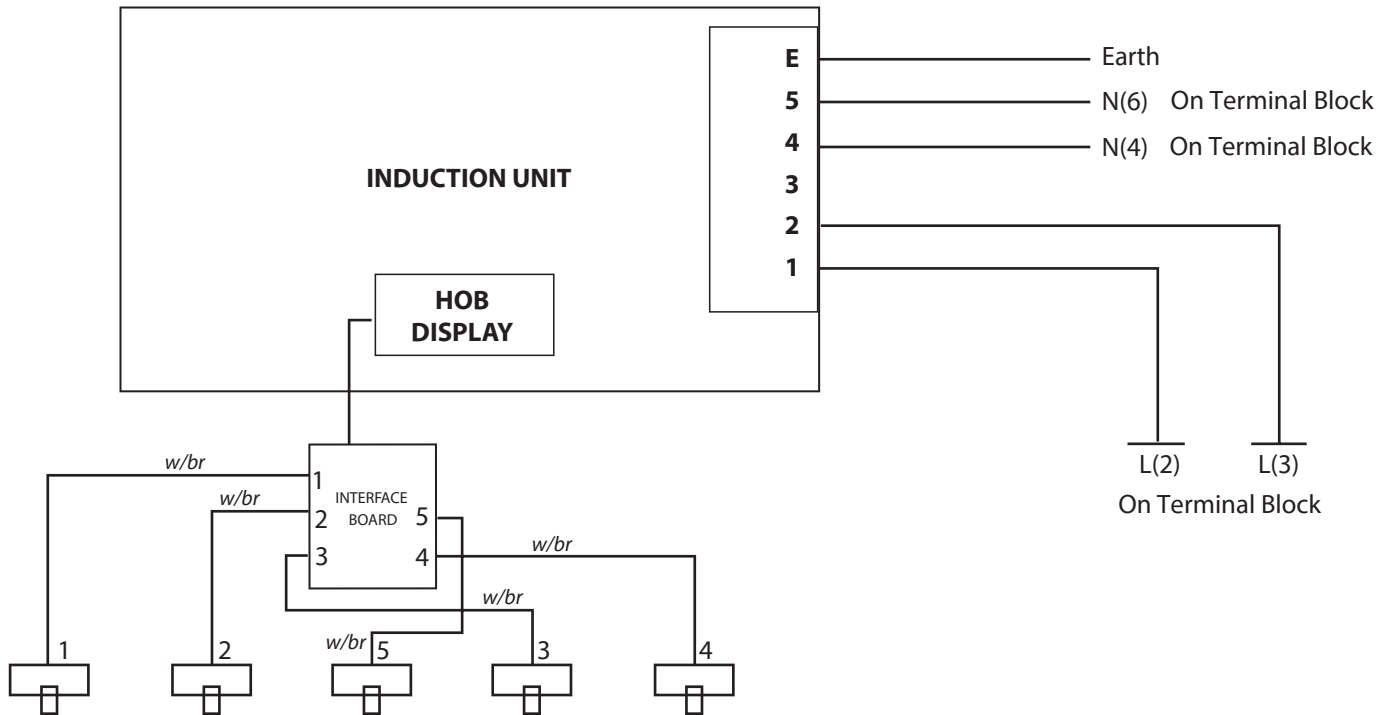 E
Earth
5
N(6) On Terminal Block
4
N(4) On Terminal Block
INDUCTION UNIT
3
2
1
HOB
DISPLAY
L(2)
L(3)
On Terminal Block
w/br
1
w/br
INTERFACE
BOARD
2
5
3
4
w/br
w/br
w/br
1
2
5
3
4